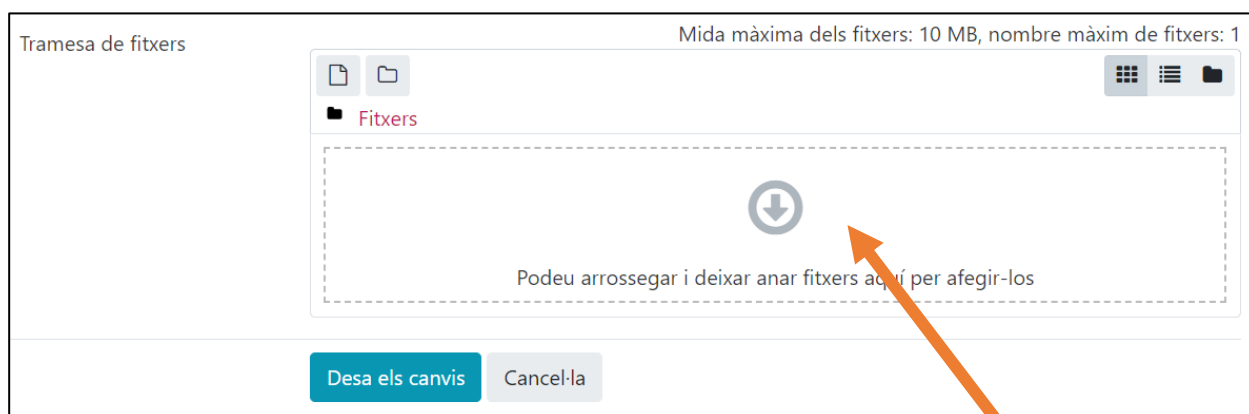 Tramesa de fitxers
Mida màxima dels fitxers: 10 MB, nombre màxim de fitxers: 1
Fitxers
Podeu arrossegar i deixar anar fitxers aquí per afegir-los
Desa els canvis
Cancel·la